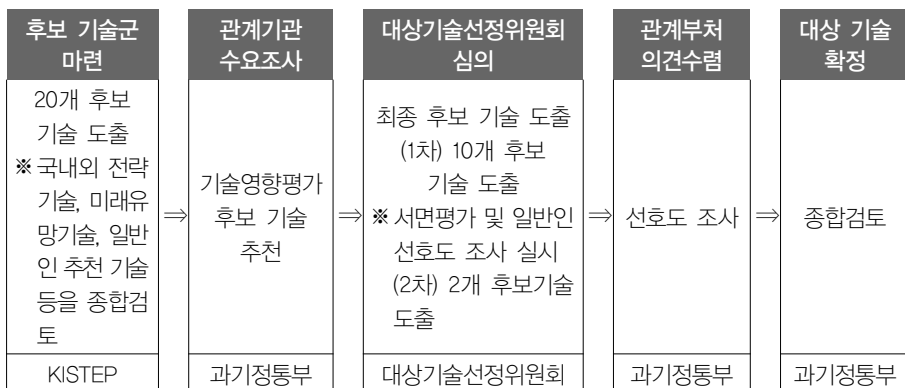 후보 기술군
마련
20개 후보
기술 도출
※ 국내외 전략
기술, 미래유
망기술, 일반
인 추천 기술
등을 종합검
토
KISTEP
⇒
관계기관
수요조사
기술영향평가
후보 기술
추천
과기정통부
⇒
대상기술선정위원회
심의
최종 후보 기술 도출
(1차) 10개 후보
기술 도출
※ 서면평가 및 일반인
선호도 조사 실시
(2차) 2개 후보기술
도출
대상기술선정위원회
⇒
관계부처
의견수렴
선호도 조사
과기정통부
⇒
대상 기술
확정
종합검토
과기정통부